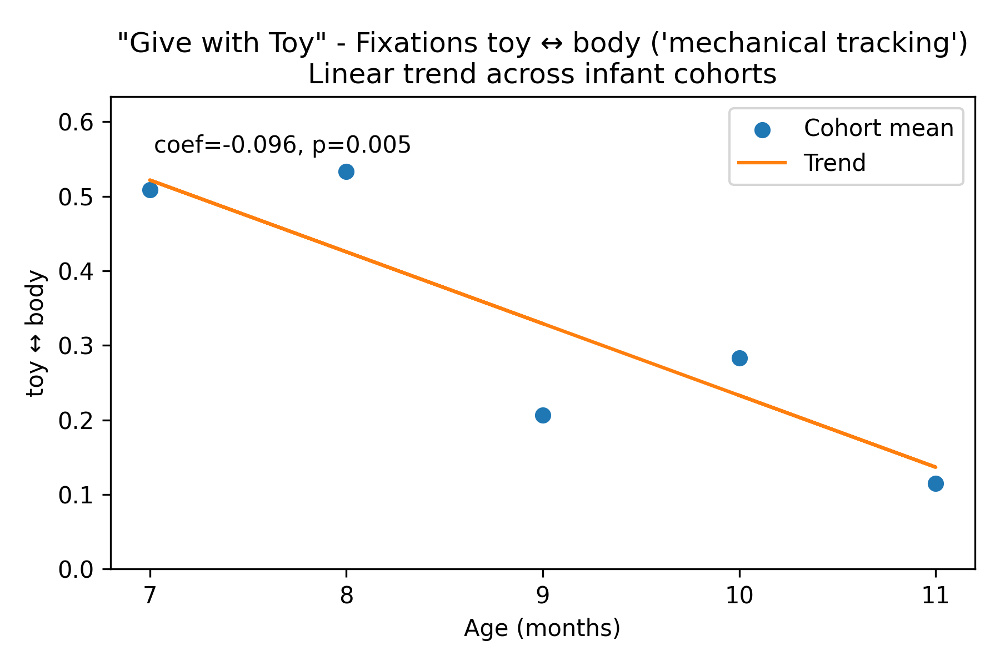 "Give with Toy" - Fixations toy ↔ body ('mechanical tracking')
Linear trend across infant cohorts
coef=-0.096, p=0.005
Cohort mean
Trend
toy ↔ body
0.6
0.5
0.4
0.3
0.2
0.1
0.0
7
8
9
10
11
Age (months)